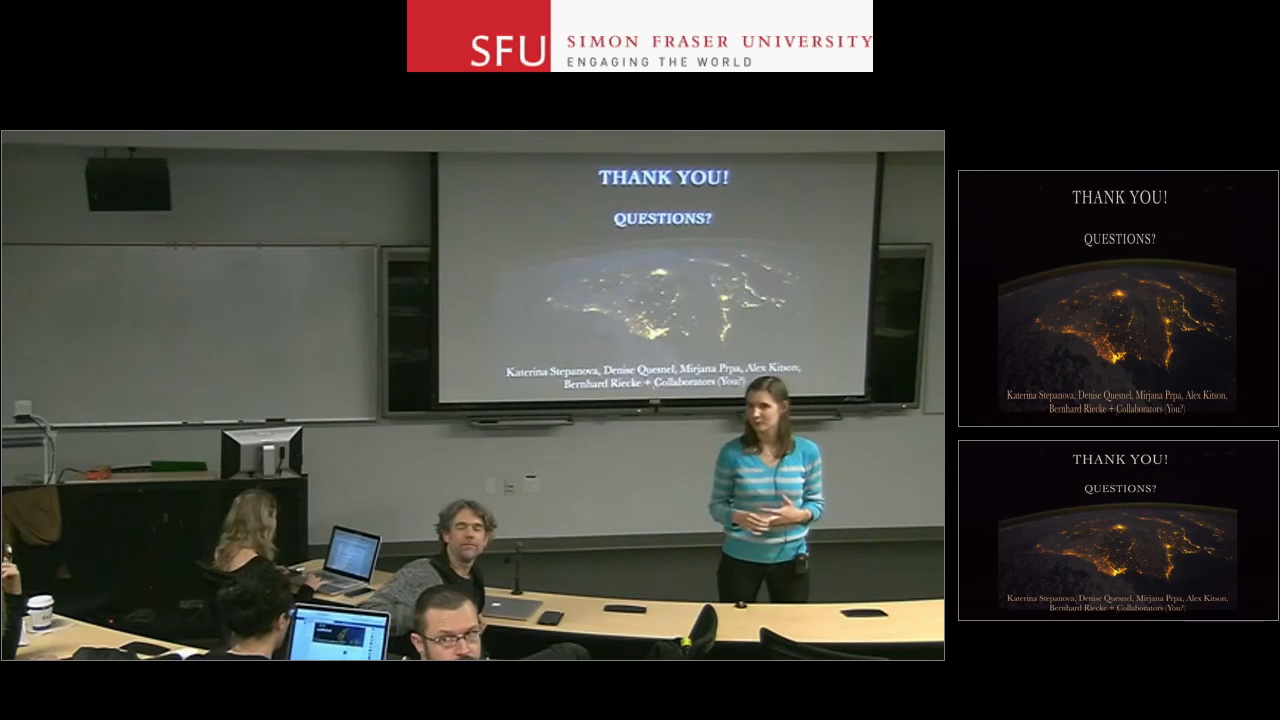 SFU
SIMON FRASER UNIVERSITY
ENGAGING THE WORLD
THANK YOU!
QUESTIONS?
Katerina Stepanova, Denise Quesnel, Mirjana Prpa, Alex Kitson,
Bernhard Riecke + Collaborators (You?)
THANK YOU!
QUESTIONS?
Katerina Stepanova, Denise Quesnel, Mirjana Prpa, Alex Kitson,
Bernhard Riecke + Collaborators (You?)
THANK YOU!
QUESTIONS?
Katerina Stepanova, Denise Quesnel, Mirjana Prpa, Alex Kitson,
Bernhard Riecke + Collaborators (You?)